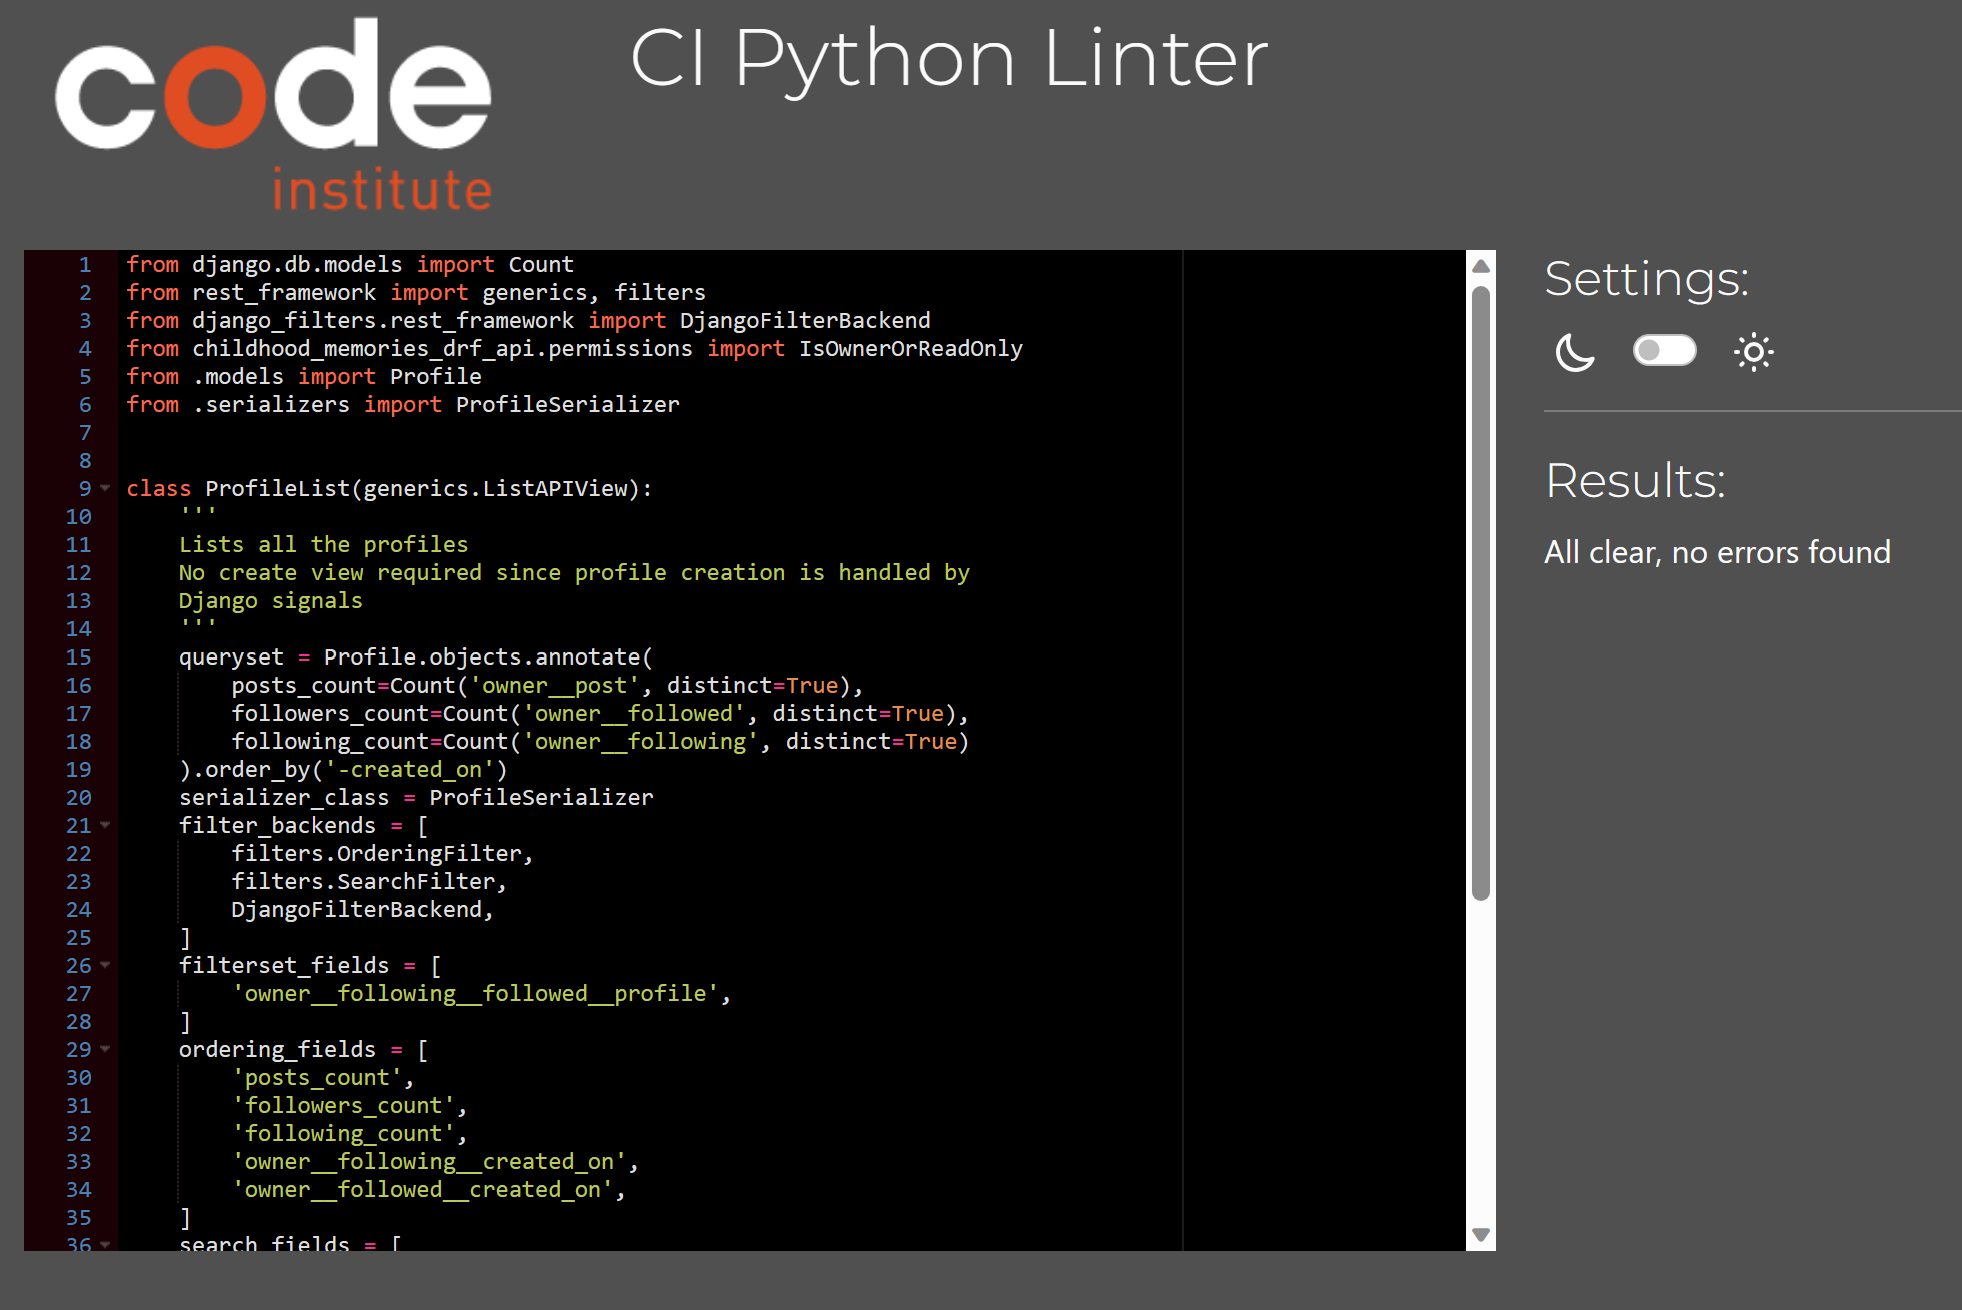 code
institute
CI Python Linter
1 from django.db.models import Count
2 from rest_framework import generics, filters
3 from django_filters.rest_framework import DjangoFilterBackend
4 from childhood_memories_drf_api.permissions import IsOwnerOrReadOnly
5 from .models import Profile
6 from .serializers import ProfileSerializer
7
8
9 class ProfileList(generics.ListAPIView):
10     '''
11     Lists all the profiles
12     No create view required since profile creation is handled by
13     Django signals
14     '''
15     queryset = Profile.objects.annotate(
16         posts_count=Count('owner__post', distinct=True),
17         followers_count=Count('owner__followed', distinct=True),
18         following_count=Count('owner__following', distinct=True)
19     ).order_by('-created_on')
20     serializer_class = ProfileSerializer
21     filter_backends = [
22         filters.OrderingFilter,
23         filters.SearchFilter,
24         DjangoFilterBackend,
25     ]
26     filterset_fields = [
27         'owner__following__followed__profile',
28     ]
29     ordering_fields = [
30         'posts_count',
31         'followers_count',
32         'following_count',
33         'owner__following__created_on',
34         'owner__followed__created_on',
35     ]
36     search_fields = [
Settings:
Results:
All clear, no errors found